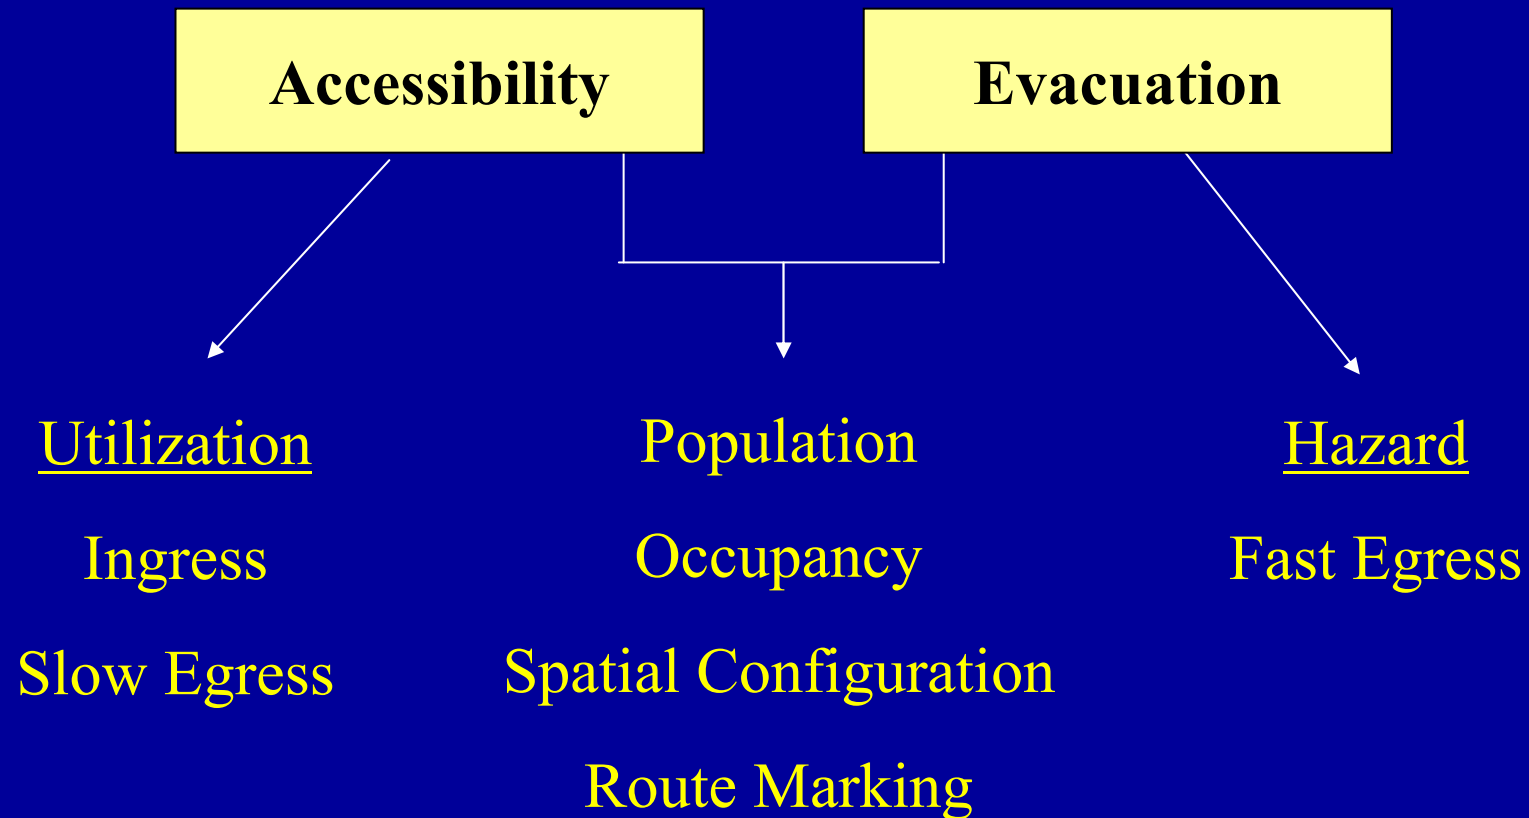 Accessibility
Evacuation
Utilization
Ingress
Slow Egress
Population
Occupancy
Spatial Configuration
Route Marking
Hazard
Fast Egress